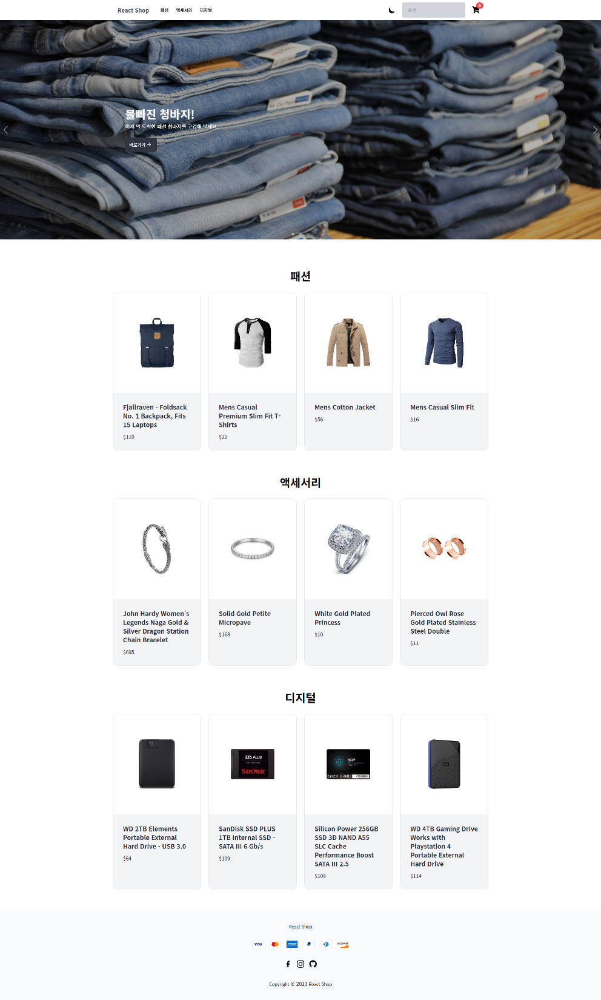 React Shop 패션 액세서리 디지털 검색 0
물빠진 청바지!
이제 막 도착한 패션 청바지를 구경해 보세요.
바로가기 →
패션
Fjallraven - Foldsack
No. 1 Backpack, Fits
15 Laptops
$110
Mens Casual
Premium Slim Fit T-
Shirts
$22
Mens Cotton Jacket
$56
Mens Casual Slim Fit
$16
액세서리
John Hardy Women's
Legends Naga Gold &
Silver Dragon Station
Chain Bracelet
$695
Solid Gold Petite
Micropave
$168
White Gold Plated
Princess
$10
Pierced Owl Rose
Gold Plated Stainless
Steel Double
$11
디지털
SSD PLUS
SanDisk
SP
WD 2TB Elements
Portable External
Hard Drive - USB 3.0
$64
SanDisk SSD PLUS
1TB Internal SSD -
SATA III 6 Gb/s
$109
Silicon Power 256GB
SSD 3D NAND A55
SLC Cache
Performance Boost
SATA III 2.5
$109
WD 4TB Gaming Drive
Works with
Playstation 4
Portable External
Hard Drive
$114
React Shop
VISA
DISCOVER
Copyright © 2023 React Shop